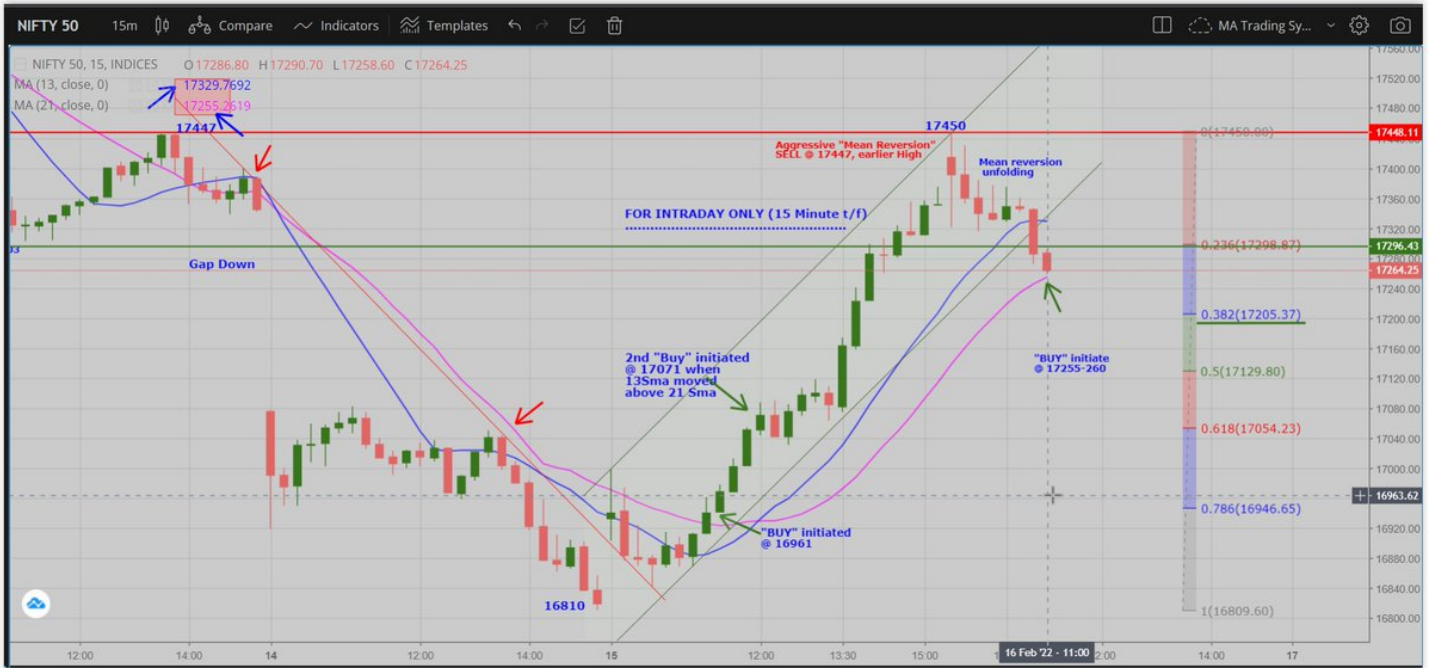 NIFTY 50 15m Compare Indicators Templates MA Trading Sy...
NIFTY 50, 15, INDICES O17286.80 H17290.70 L17258.60 C17264.25
MA (13, close, 0) 17329.7692
MA (21, close, 0) 17255.2619
17447
17450
Aggressive "Mean Reversion"
SELL @ 17447, earlier High
Mean reversion
unfolding
FOR INTRADAY ONLY (15 Minute t/f)
Gap Down
2nd "Buy" initiated
@ 17071 when
13Sma moved
above 21 Sma
"BUY" initiate
@ 17255-260
"BUY" initiated
@ 16961
16810
0(17450.00)
0.236(17298.87)
0.382(17205.37)
0.5(17129.80)
0.618(17054.23)
0.786(16946.65)
1(16809.60)
17560.00
17520.00
17480.00
17448.11
17400.00
17360.00
17320.00
17296.43
17280.00
17264.25
17240.00
17200.00
17160.00
17120.00
17080.00
17040.00
17000.00
16963.62
16920.00
16880.00
16840.00
16800.00
12:00 14:00 14 12:00 15 12:00 13:30 15:00 16 Feb '22 - 11:00 2:00 14:00 17